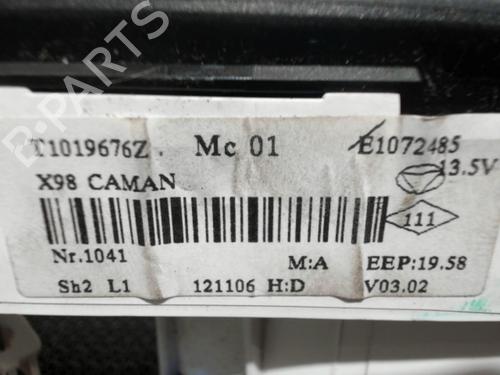 B-PARTS
T1019676Z. Mc 01 E1072485
X98 CAMAN 13.5V
111
Nr.1041
M:A EEP:19.58
Sh2 L1 121106 H:D V03.02